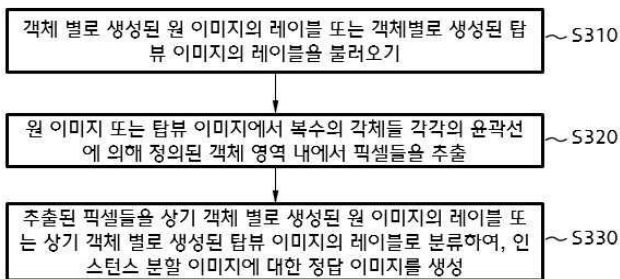 객체 별로 생성된 원 이미지의 레이블 또는 객체별로 생성된 탑
뷰 이미지의 레이블을 불러오기
S310
원 이미지 또는 탑뷰 이미지에서 복수의 각체들 각각의 윤곽선
에 의해 정의된 객체 영역 내에서 픽셀들을 추출
S320
추출된 픽셀들을 상기 객체 별로 생성된 원 이미지의 레이블 또
는 상기 객체 별로 생성된 탑뷰 이미지의 레이블로 분류하여, 인
스턴스 분할 이미지에 대한 정답 이미지를 생성
S330